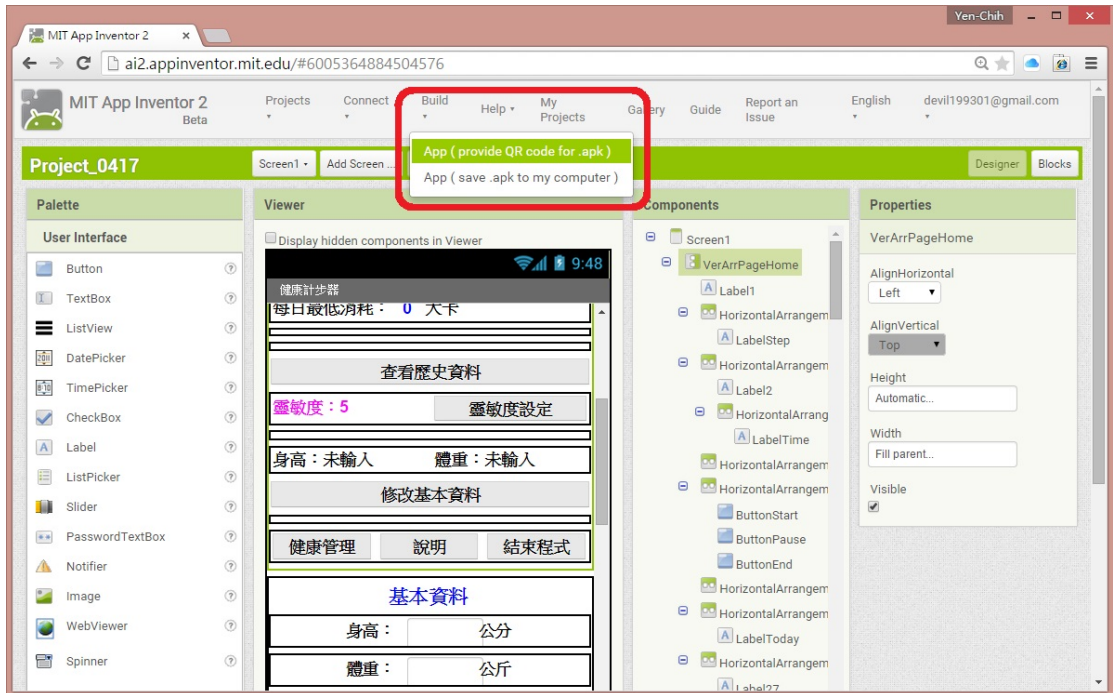 Yen-Chih
MIT App Inventor 2
ai2.appinventor.mit.edu/#6005364884504576
MIT App Inventor 2
Beta
Projects
Connect
Build
Help
My Projects
Gallery
Guide
Report an Issue
English
devil199301@gmail.com
App ( provide QR code for .apk )
App ( save .apk to my computer )
Project_0417
Screen1
Add Screen ...
Designer
Blocks
Palette
User Interface
Button
TextBox
ListView
DatePicker
TimePicker
CheckBox
Label
ListPicker
Slider
PasswordTextBox
Notifier
Image
WebViewer
Spinner
Viewer
Display hidden components in Viewer
9:48
健康計步器
每日最低消耗： 0 大卡
查看歷史資料
靈敏度：5 靈敏度設定
身高：未輸入 體重：未輸入
修改基本資料
健康管理 說明 結束程式
基本資料
身高： 公分
體重： 公斤
Components
Screen1
VerArrPageHome
Label1
HorizontalArrangem
LabelStep
HorizontalArrangem
Label2
HorizontalArrang
LabelTime
HorizontalArrangem
HorizontalArrangem
ButtonStart
ButtonPause
ButtonEnd
HorizontalArrangem
HorizontalArrangem
LabelToday
HorizontalArrangem
Label27
Properties
VerArrPageHome
AlignHorizontal
Left
AlignVertical
Top
Height
Automatic...
Width
Fill parent...
Visible